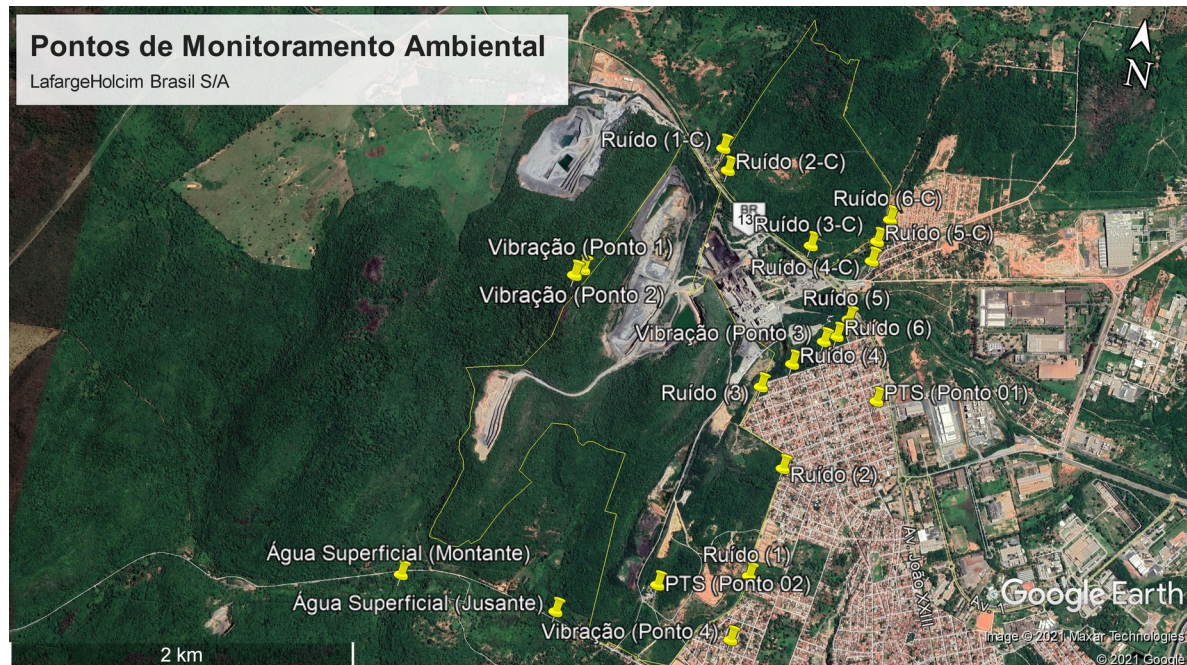 Pontos de Monitoramento Ambiental
LafargeHolcim Brasil S/A
N
Ruído (1-C)
Ruído (2-C)
Ruído (6-C)
BR
13
Ruído (3-C)
Ruído (5-C)
Vibração (Ponto 1)
Ruído (4-C)
Vibração (Ponto 2)
Ruído (5)
Vibração (Ponto 3)
Ruído (6)
Ruído (4)
Ruído (3)
PTS (Ponto 01)
Ruído (2)
Av. João XXIII
Água Superficial (Montante)
Ruído (1)
PTS (Ponto 02)
Google Earth
Av. 1
Água Superficial (Jusante)
Vibração (Ponto 4)
Image © 2021 Maxar Technologies
© 2021 Google
2 km